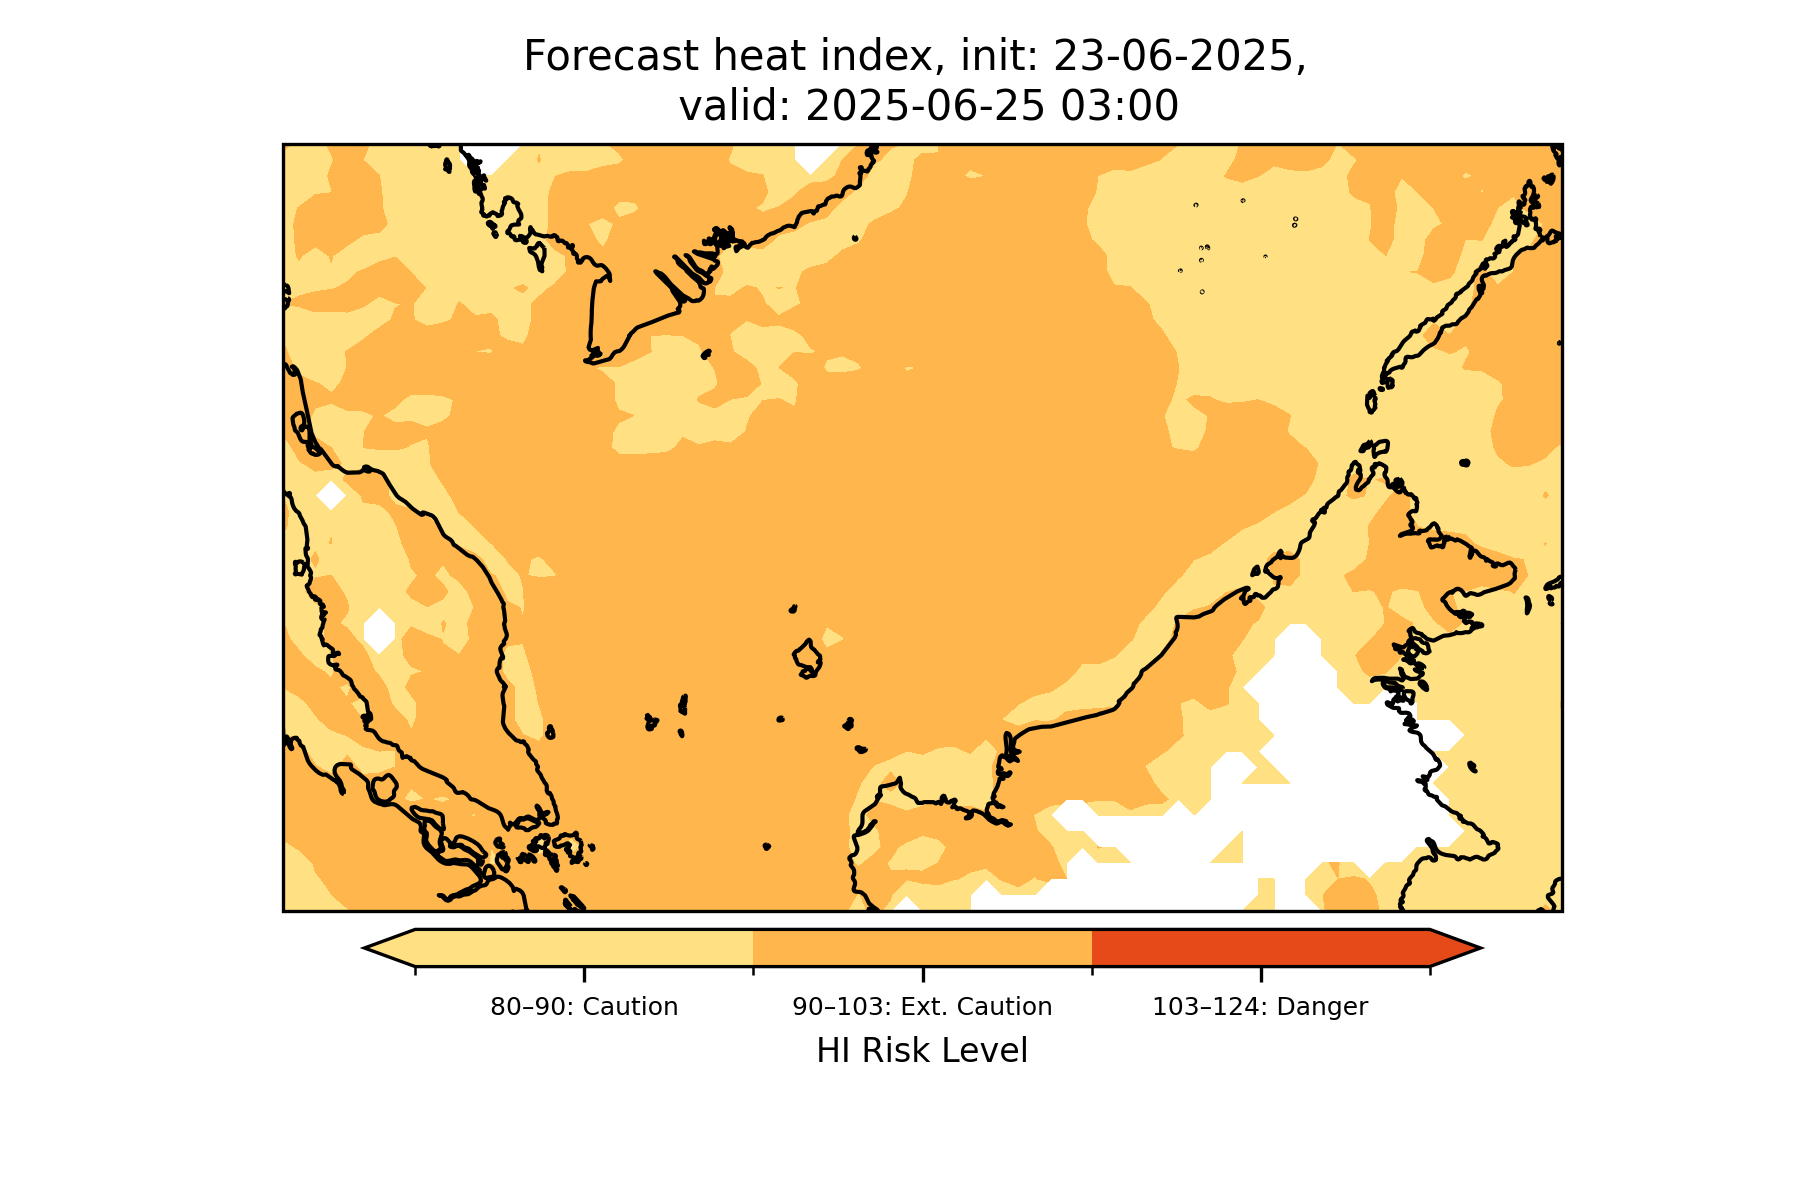 Forecast heat index, init: 23-06-2025,
valid: 2025-06-25 03:00
80–90: Caution
90–103: Ext. Caution
103–124: Danger
HI Risk Level